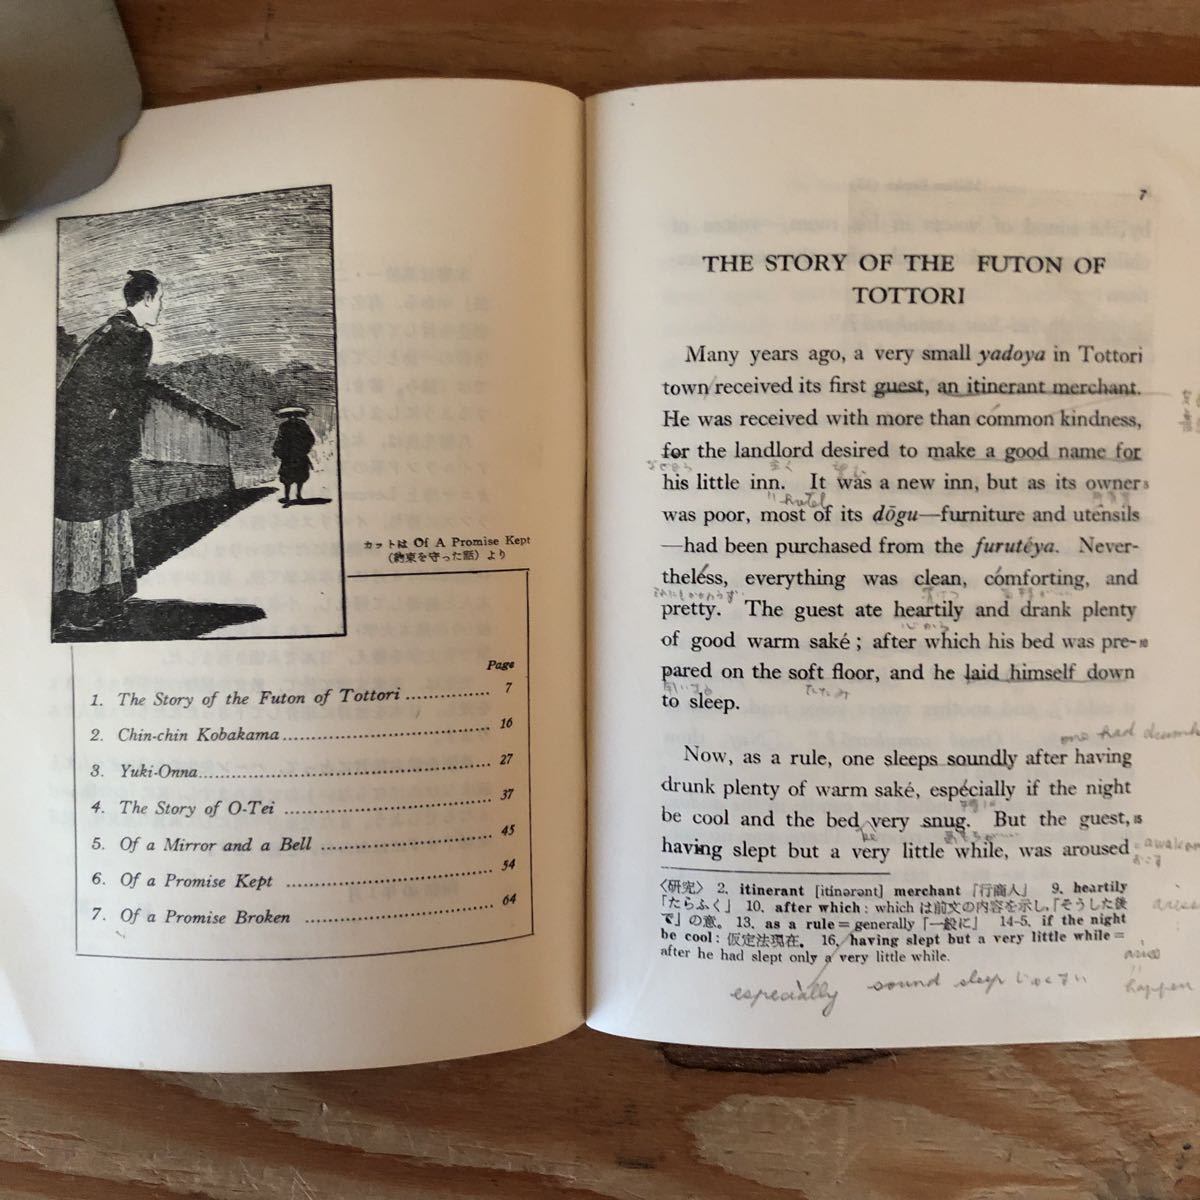 カットは Of A Promise Kept
(約束を守った話) より
Page
1. The Story of the Futon of Tottori .............. 7
2. Chin-chin Kobakama.............................. 16
3. Yuki-Onna.............................. 27
4. The Story of O-Tei .............................. 37
5. Of a Mirror and a Bell .............................. 45
6. Of a Promise Kept .............................. 54
7. Of a Promise Broken .............................. 64
7
THE STORY OF THE FUTON OF
TOTTORI
Many years ago, a very small yadoya in Tottori
town received its first guest, an itinerant merchant.
He was received with more than common kindness,
for the landlord desired to make a good name for
his little inn. It was a new inn, but as its owner 5
"hotel
was poor, most of its dōgu—furniture and utensils
—had been purchased from the furutéya. Never-
theless, everything was clean, comforting, and
pretty. The guest ate heartily and drank plenty
心から
of good warm saké; after which his bed was pre- 10
pared on the soft floor, and he laid himself down
たたみ
to sleep.
one had drunk
Now, as a rule, one sleeps soundly after having
drunk plenty of warm saké, especially if the night
be cool and the bed very snug. But the guest, 15
having slept but a very little while, was aroused
awaken
〈研究〉 2. itinerant [itinərənt] merchant「行商人」 9. heartily
「たらふく」 10. after which: which は前文の内容を示し,「そうした後
で」の意. 13. as a rule=generally「一般に」 14-5. if the night
be cool: 仮定法現在. 16. having slept but a very little while=
after he had slept only a very little while.
especially
sound sleep
happen